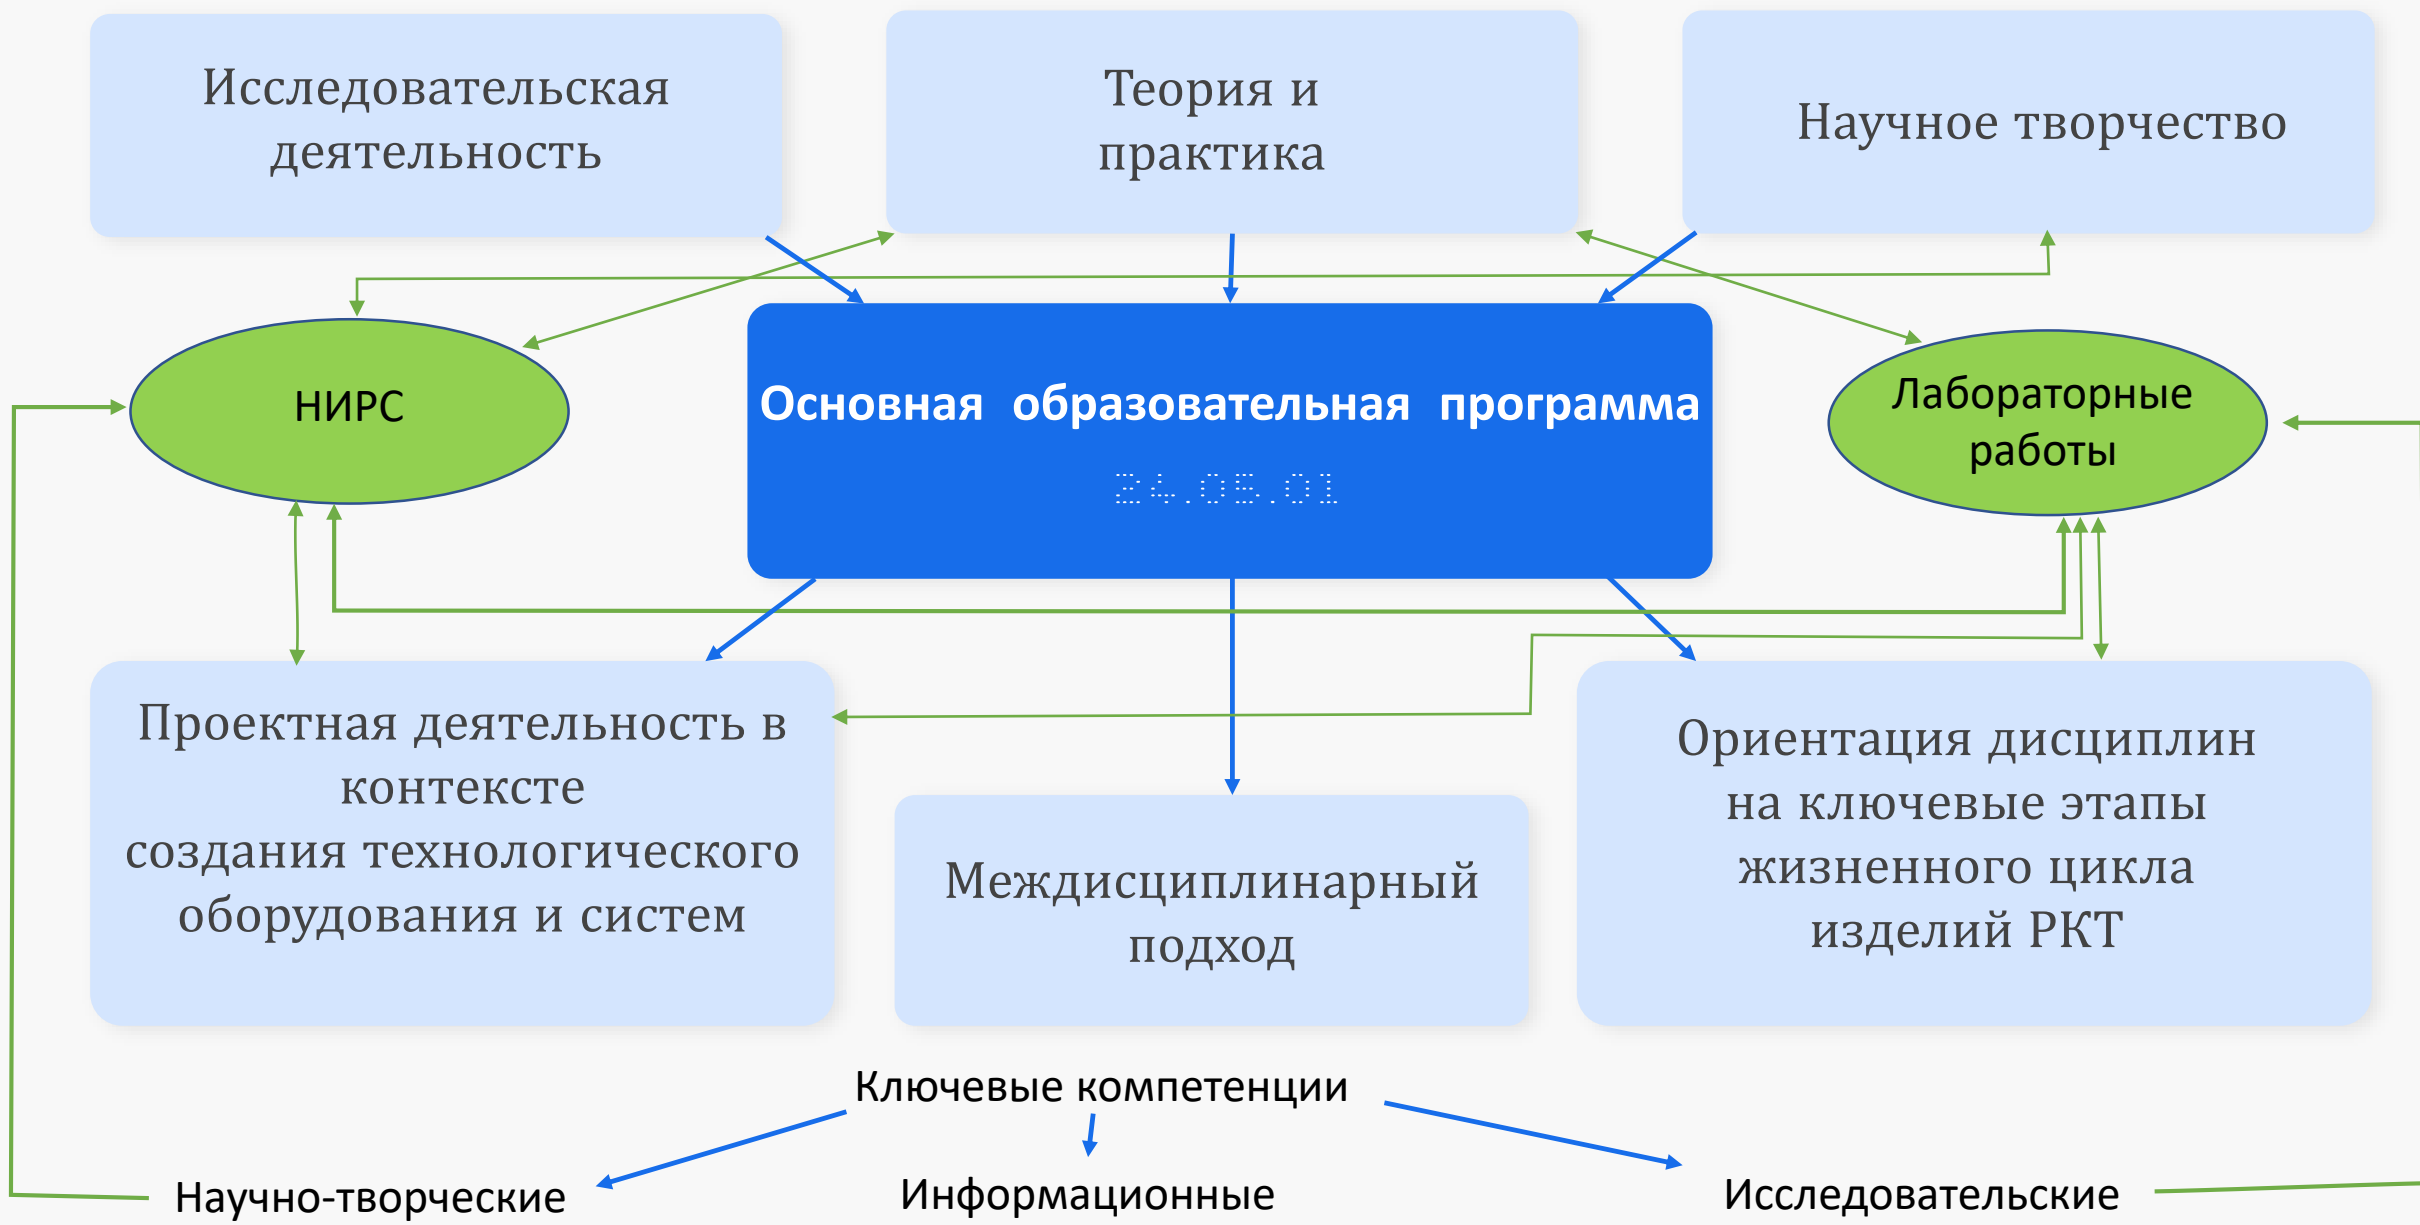 Исследовательская
деятельность
Теория и
практика
Научное творчество
НИРС
Основная образовательная программа
24.05.01
Лабораторные
работы
Проектная деятельность в
контексте
создания технологического
оборудования и систем
Междисциплинарный
подход
Ориентация дисциплин
на ключевые этапы
жизненного цикла
изделий РКТ
Ключевые компетенции
Научно-творческие
Информационные
Исследовательские